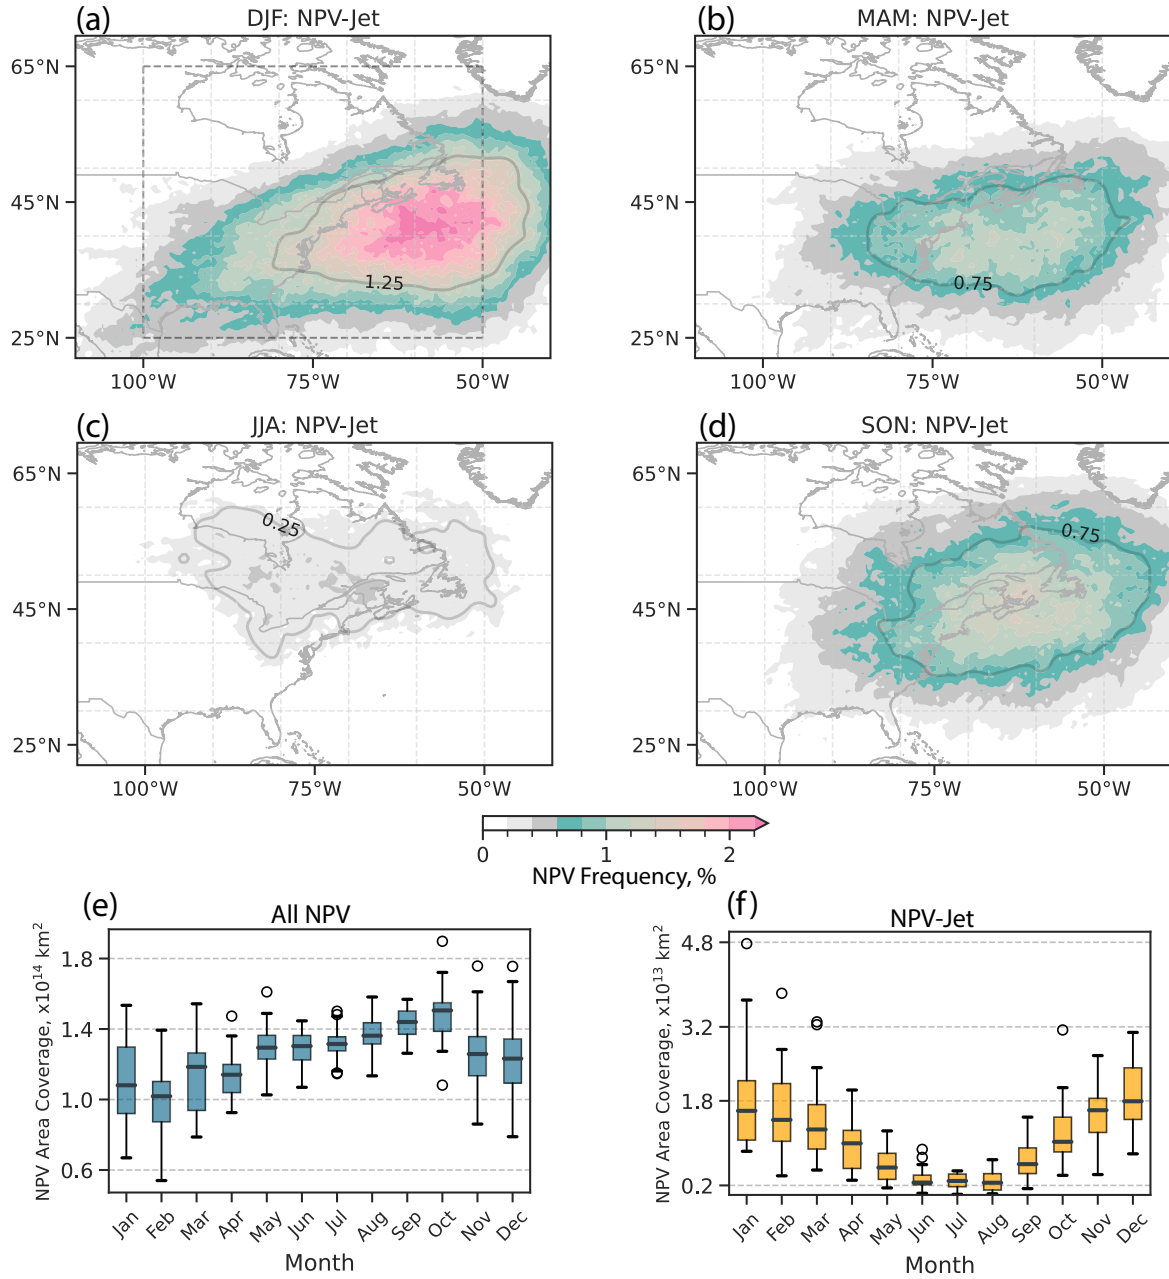 (a) DJF: NPV-Jet
(b) MAM: NPV-Jet
65°N
45°N
25°N
1.25
100°W 75°W 50°W
65°N
45°N
25°N
0.75
100°W 75°W 50°W
(c) JJA: NPV-Jet
(d) SON: NPV-Jet
65°N
45°N
25°N
0.25
100°W 75°W 50°W
65°N
45°N
25°N
0.75
100°W 75°W 50°W
0 1 2
NPV Frequency, %
(e) All NPV
NPV Area Coverage, x10¹⁴ km²
1.8
1.4
1.0
0.6
Jan Feb Mar Apr May Jun Jul Aug Sep Oct Nov Dec
Month
(f) NPV-Jet
NPV Area Coverage, x10¹³ km²
4.8
3.2
1.8
0.2
Jan Feb Mar Apr May Jun Jul Aug Sep Oct Nov Dec
Month